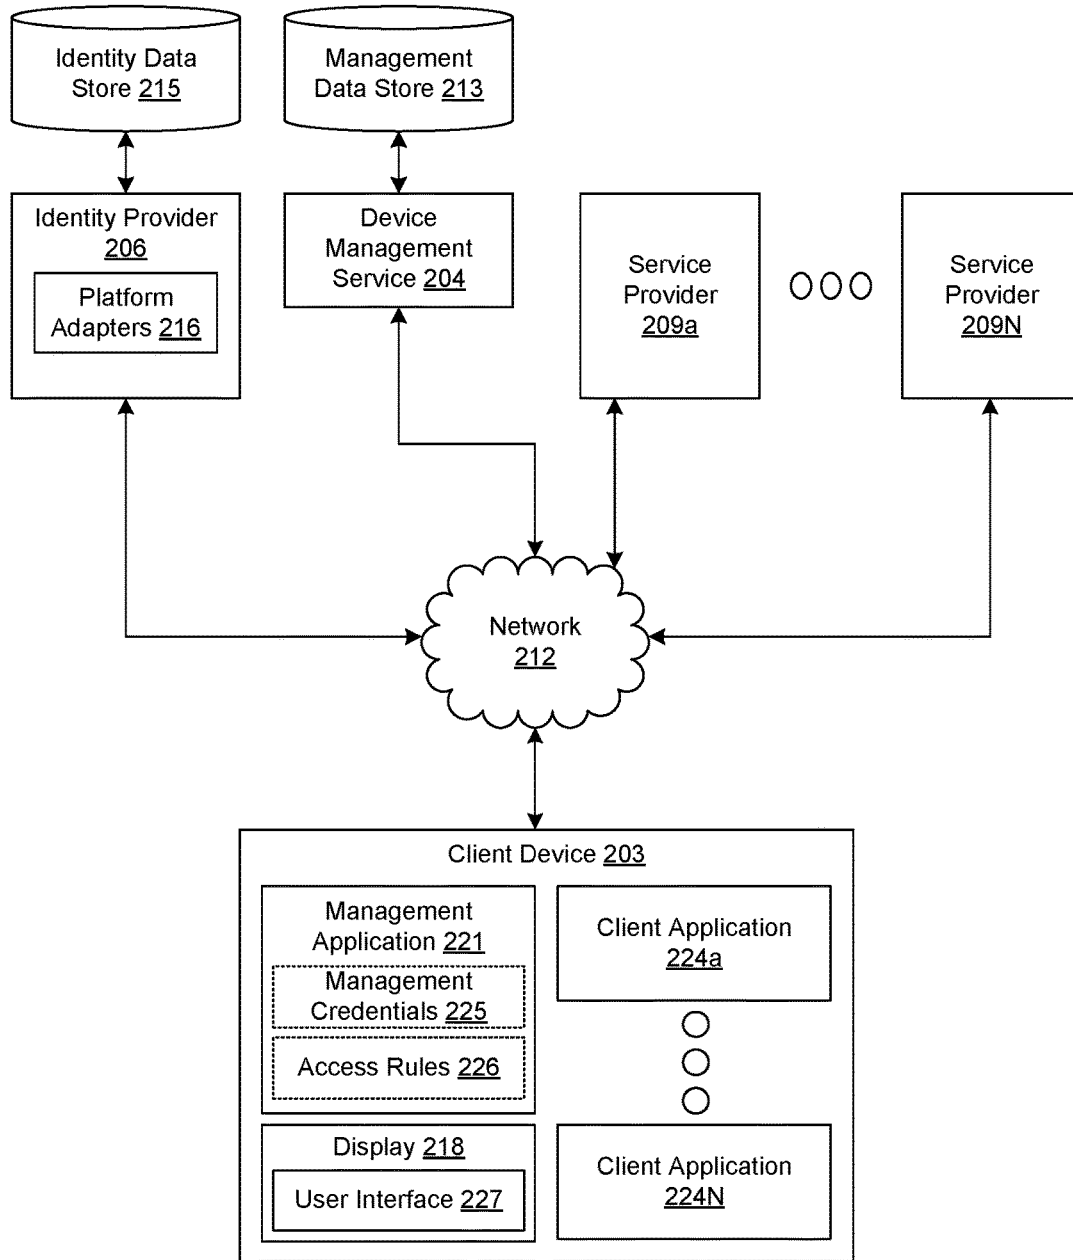 Identity Data
Store 215
Management
Data Store 213
Identity Provider
206
Platform
Adapters 216
Device
Management
Service 204
Service
Provider
209a
Service
Provider
209N
Network
212
Client Device 203
Management
Application 221
Management
Credentials 225
Access Rules 226
Client Application
224a
Display 218
User Interface 227
Client Application
224N